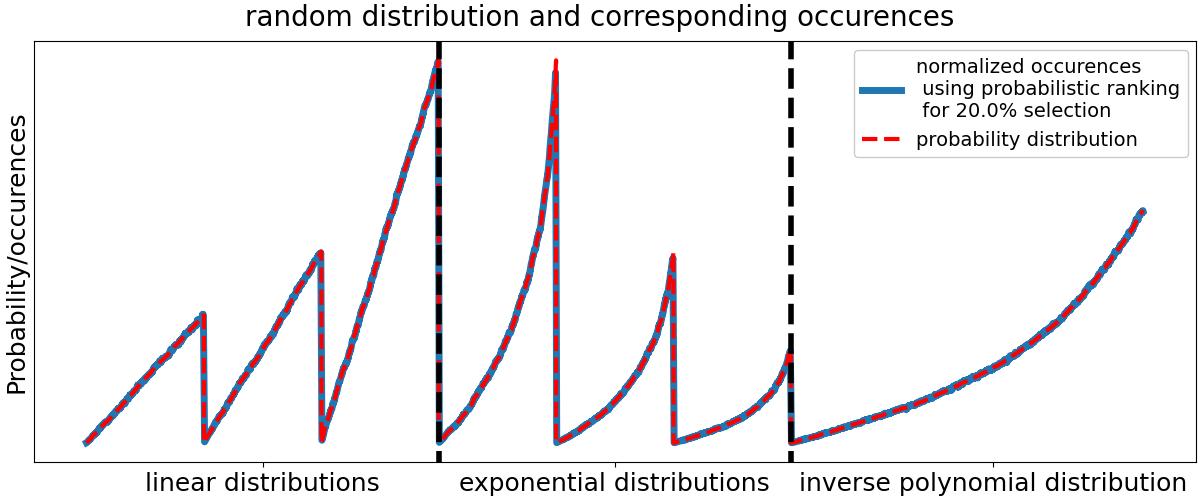 random distribution and corresponding occurences
Probability/occurences
normalized occurences
using probabilistic ranking
for 20.0% selection
probability distribution
linear distributions
exponential distributions
inverse polynomial distribution